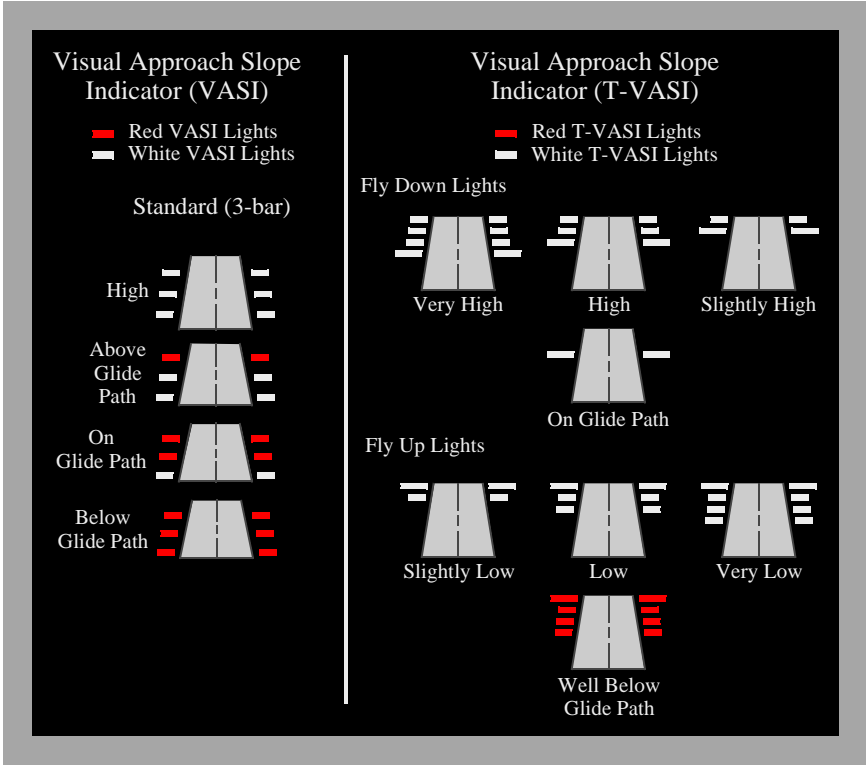 Visual Approach Slope
Indicator (VASI)
Red VASI Lights
White VASI Lights
Standard (3-bar)
High
Above
Glide
Path
On
Glide Path
Below
Glide Path
Visual Approach Slope
Indicator (T-VASI)
Red T-VASI Lights
White T-VASI Lights
Fly Down Lights
Very High
High
Slightly High
On Glide Path
Fly Up Lights
Slightly Low
Low
Very Low
Well Below
Glide Path